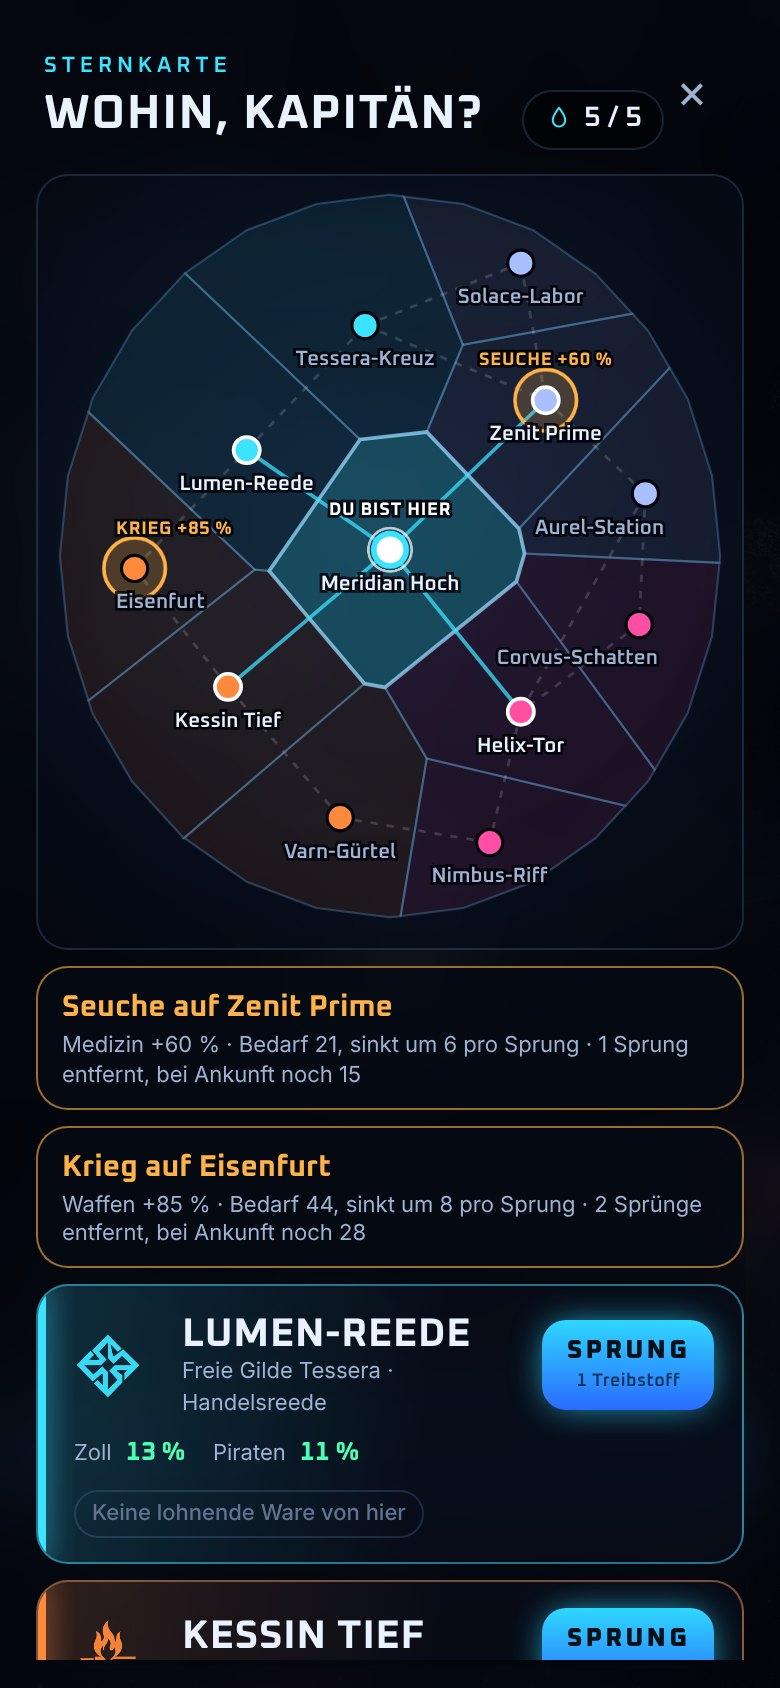 STERNKARTE
WOHIN, KAPITÄN?
5 / 5
Solace-Labor
Tessera-Kreuz
SEUCHE +60 %
Zenit Prime
Lumen-Reede
DU BIST HIER
Aurel-Station
KRIEG +85 %
Meridian Hoch
Eisenfurt
Corvus-Schatten
Kessin Tief
Helix-Tor
Varn-Gürtel
Nimbus-Riff
Seuche auf Zenit Prime
Medizin +60 % · Bedarf 21, sinkt um 6 pro Sprung · 1 Sprung
entfernt, bei Ankunft noch 15
Krieg auf Eisenfurt
Waffen +85 % · Bedarf 44, sinkt um 8 pro Sprung · 2 Sprünge
entfernt, bei Ankunft noch 28
LUMEN-REEDE
Freie Gilde Tessera ·
Handelsreede
SPRUNG
1 Treibstoff
Zoll 13 % Piraten 11 %
Keine lohnende Ware von hier
KESSIN TIEF
SPRUNG